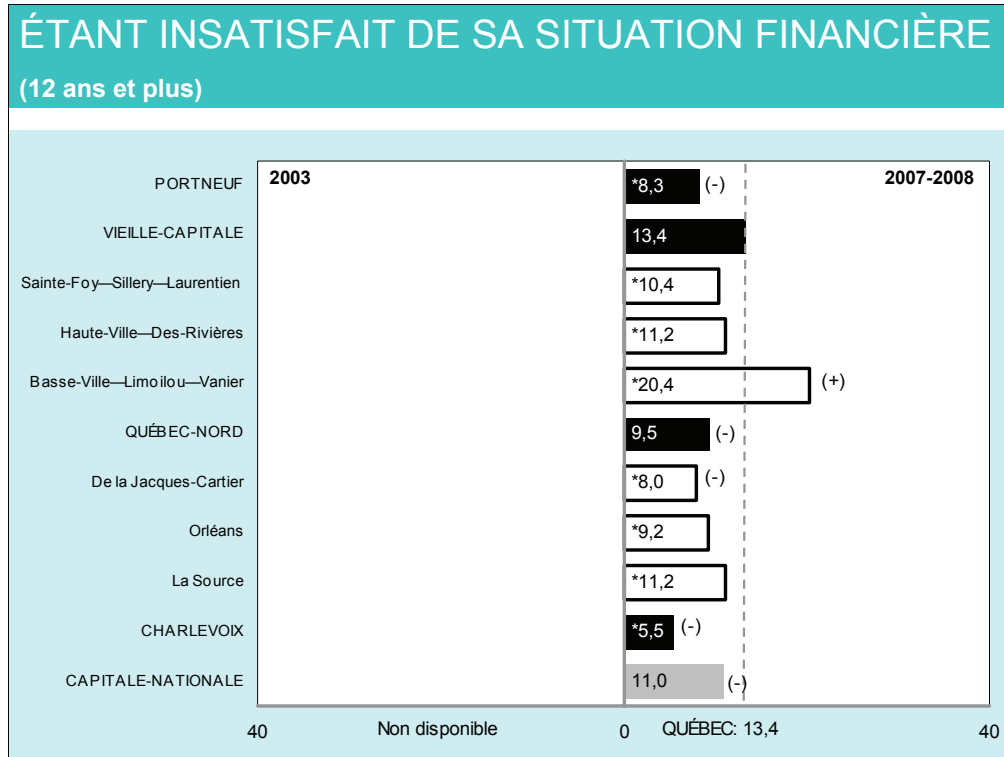 ÉTANT INSATISFAIT DE SA SITUATION FINANCIÈRE
(12 ans et plus)
2003 2007-2008
PORTNEUF *8,3 (-)
VIEILLE-CAPITALE 13,4
Sainte-Foy—Sillery—Laurentien *10,4
Haute-Ville—Des-Rivières *11,2
Basse-Ville—Limoilou—Vanier *20,4 (+)
QUÉBEC-NORD 9,5 (-)
De la Jacques-Cartier *8,0 (-)
Orléans *9,2
La Source *11,2
CHARLEVOIX *5,5 (-)
CAPITALE-NATIONALE 11,0 (-)
40 Non disponible 0 QUÉBEC: 13,4 40